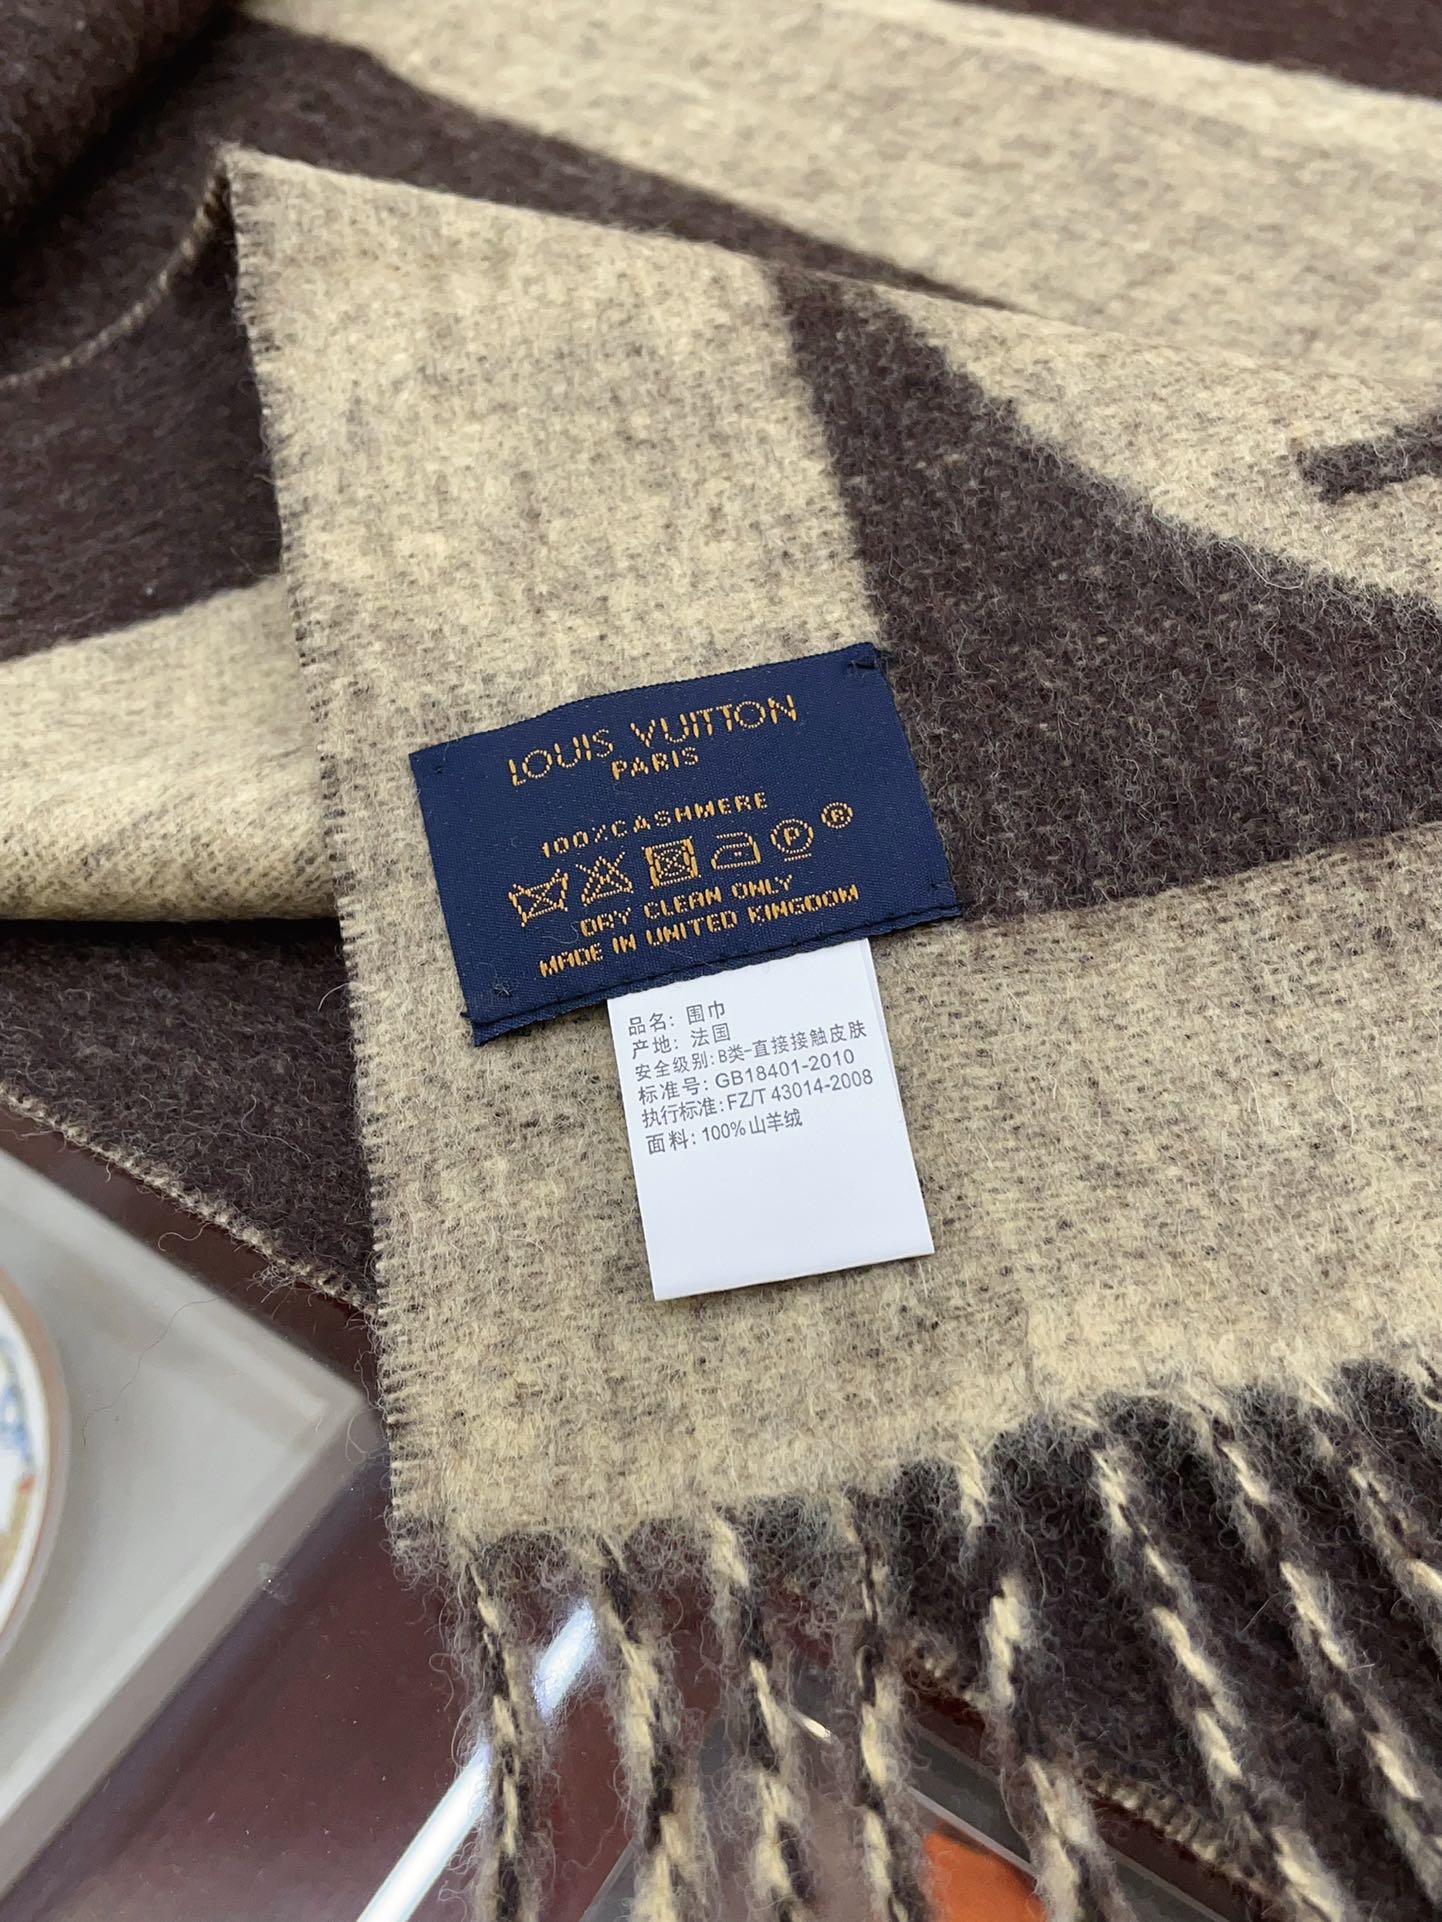 LOUIS VUITTON
PARIS
100%CASHMERE
P ®
DRY CLEAN ONLY
MADE IN UNITED KINGDOM
品名: 围巾
产地: 法国
安全级别: B类-直接接触皮肤
标准号: GB18401-2010
执行标准: FZ/T 43014-2008
面料: 100%山羊绒